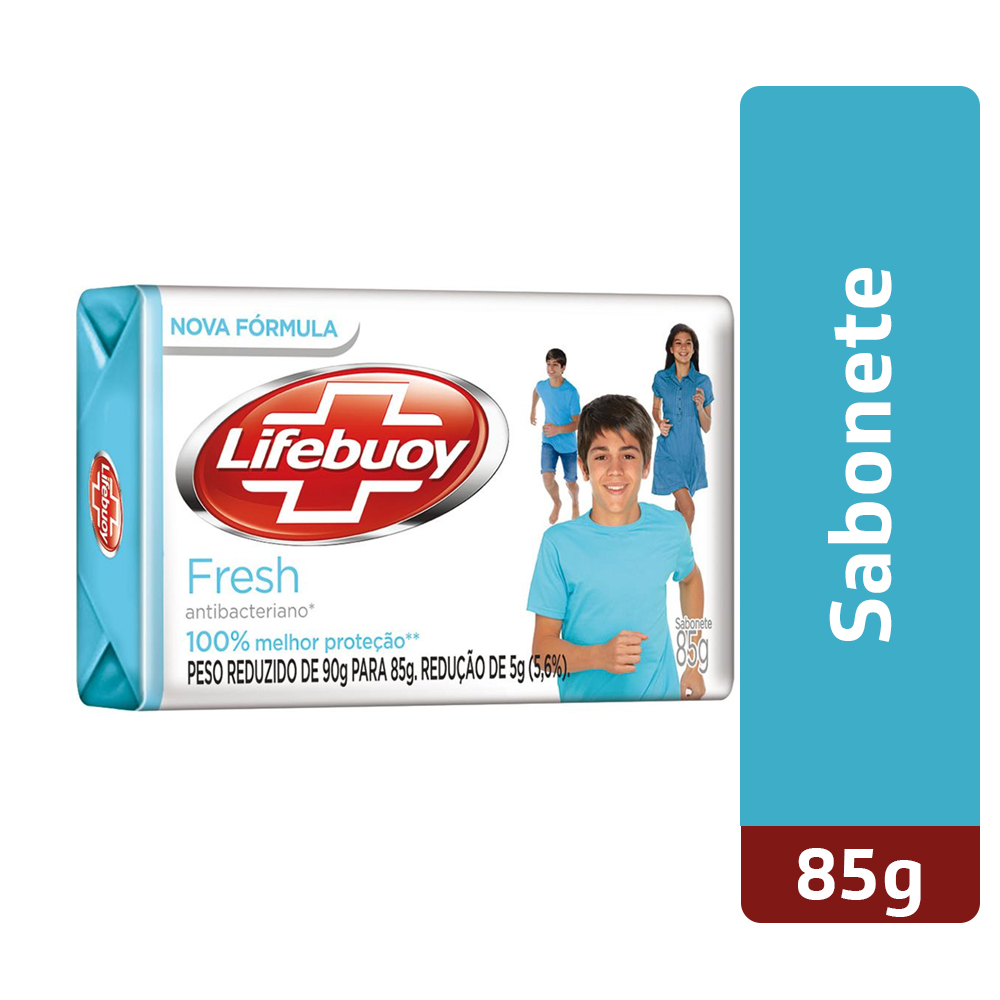 NOVA FÓRMULA
Lifebuoy
Lifebuoy
Fresh
antibacteriano*
100% melhor proteção**
PESO REDUZIDO DE 90g PARA 85g. REDUÇÃO DE 5g (5,6%).
Sabonete
85g
Sabonete
85g